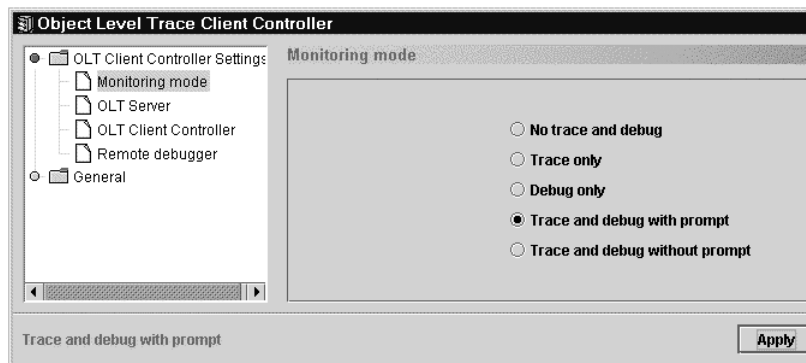 Object Level Trace Client Controller
OLT Client Controller Settings
Monitoring mode
OLT Server
OLT Client Controller
Remote debugger
General
Monitoring mode
No trace and debug
Trace only
Debug only
Trace and debug with prompt
Trace and debug without prompt
Trace and debug with prompt
Apply